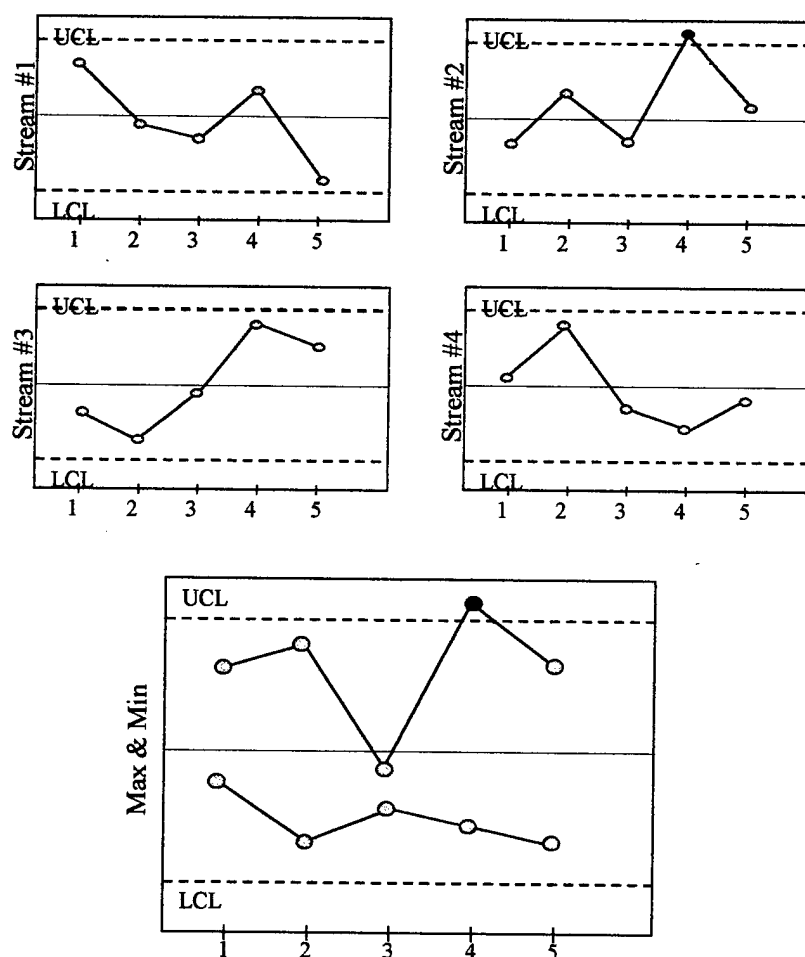 Stream #1
UCL
LCL
1 2 3 4 5
Stream #2
UCL
LCL
1 2 3 4 5
Stream #3
UCL
LCL
1 2 3 4 5
Stream #4
UCL
LCL
1 2 3 4 5
Max & Min
UCL
LCL
1 2 3 4 5